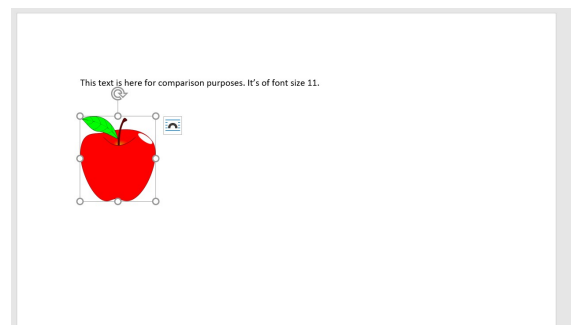 This text is here for comparison purposes. It’s of font size 11.